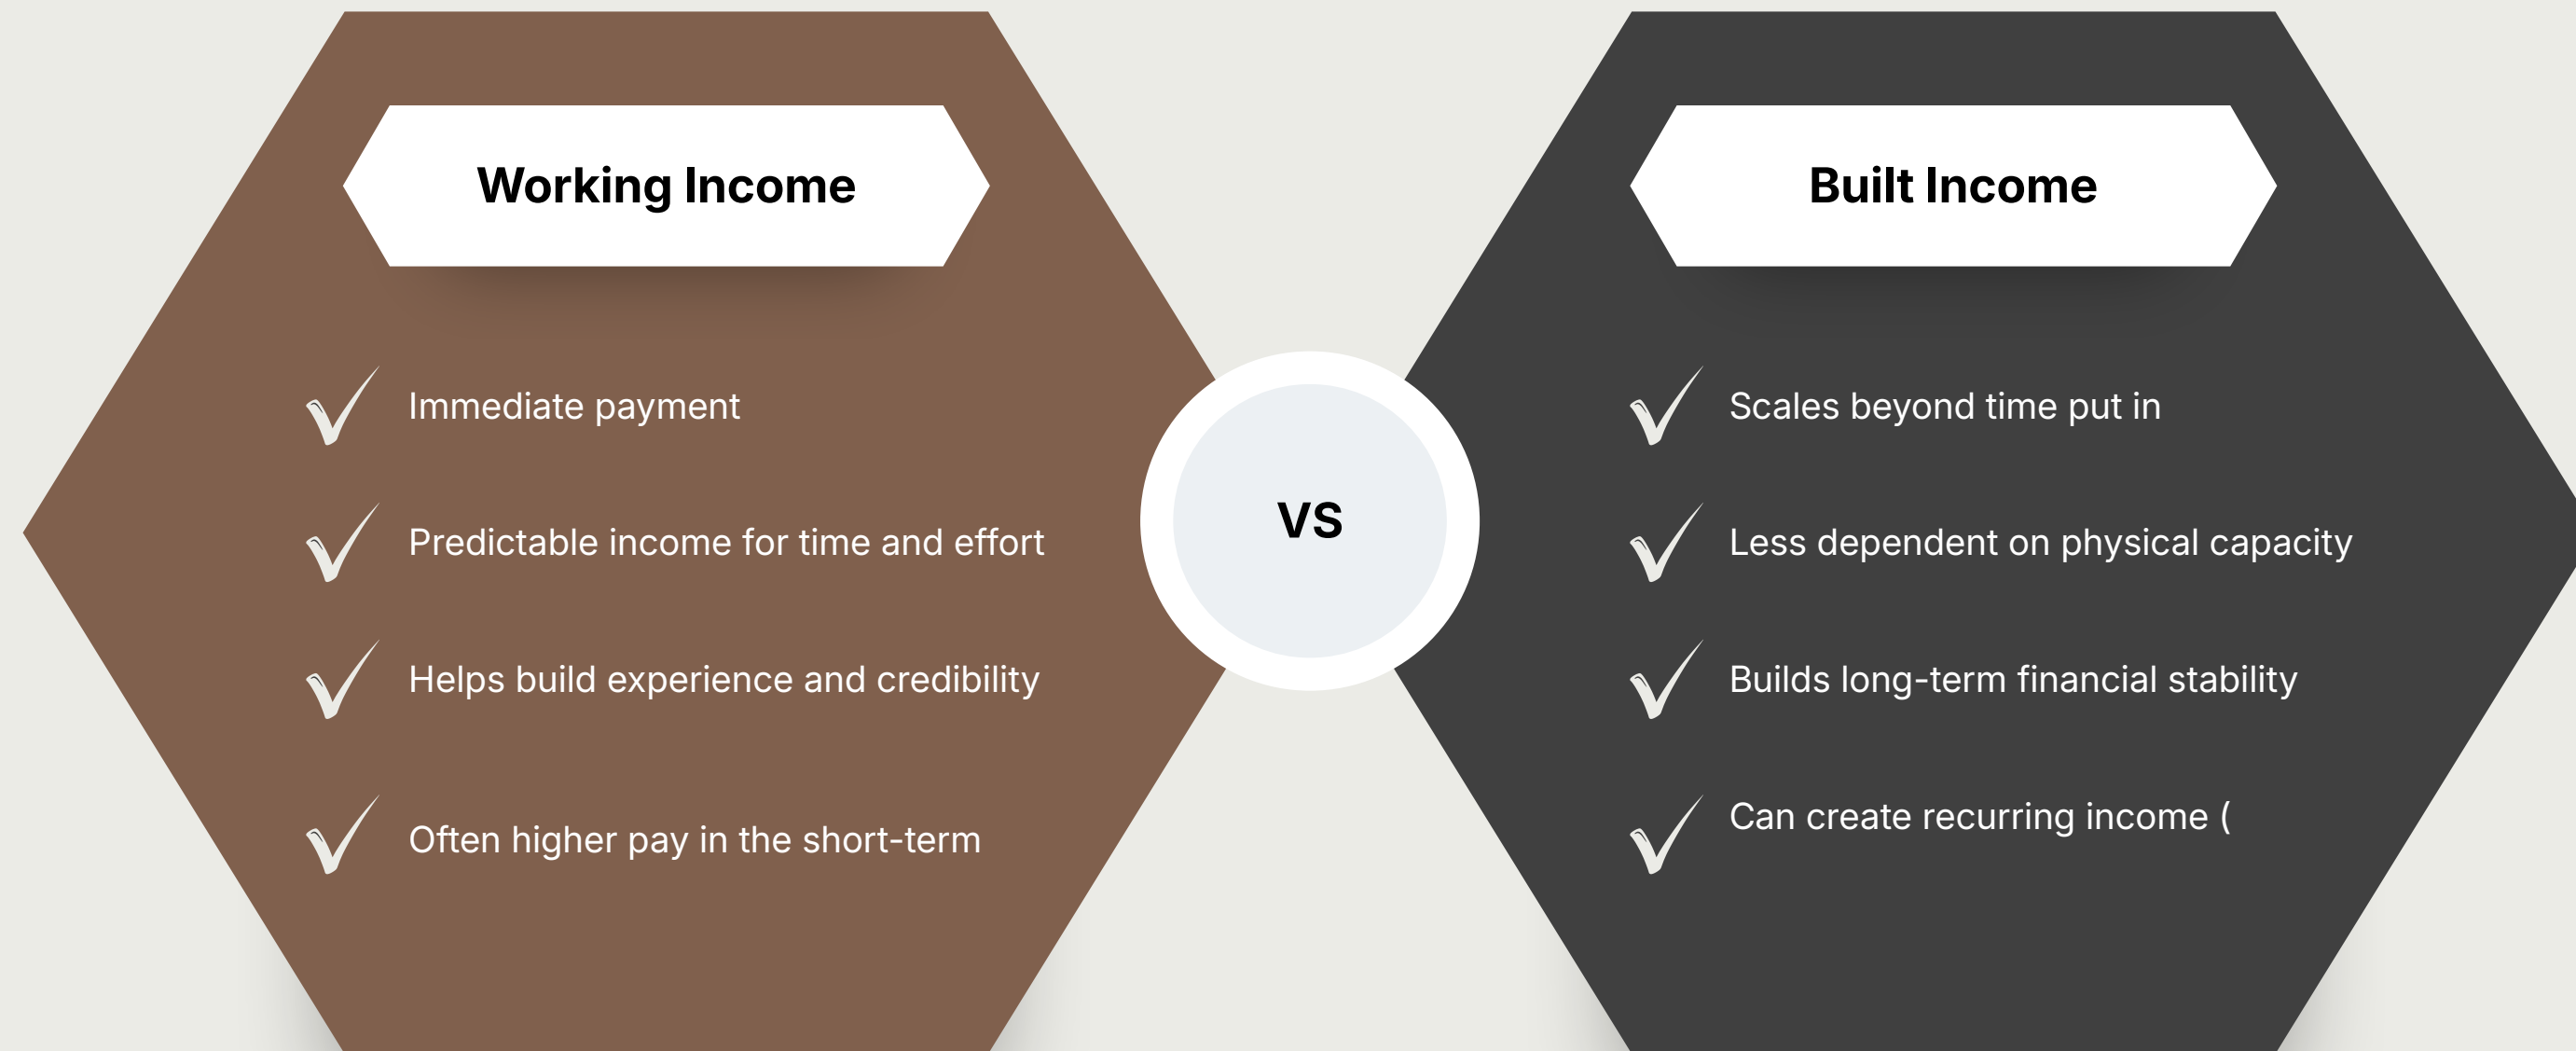 Working Income
Immediate payment
Predictable income for time and effort
Helps build experience and credibility
Often higher pay in the short-term
VS
Built Income
Scales beyond time put in
Less dependent on physical capacity
Builds long-term financial stability
Can create recurring income (